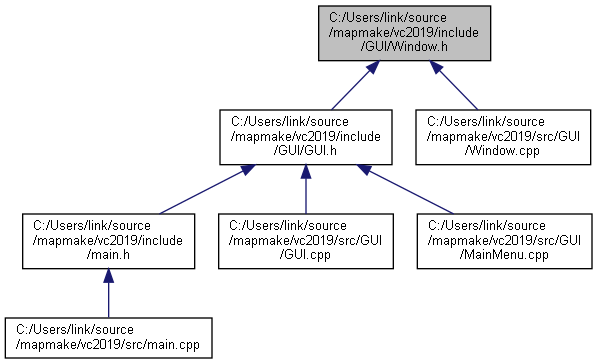 C:/Users/link/source
/mapmake/vc2019/include
/GUI/Window.h
C:/Users/link/source
/mapmake/vc2019/include
/GUI/GUI.h
C:/Users/link/source
/mapmake/vc2019/src/GUI
/Window.cpp
C:/Users/link/source
/mapmake/vc2019/include
/main.h
C:/Users/link/source
/mapmake/vc2019/src/GUI
/GUI.cpp
C:/Users/link/source
/mapmake/vc2019/src/GUI
/MainMenu.cpp
C:/Users/link/source
/mapmake/vc2019/src/main.cpp